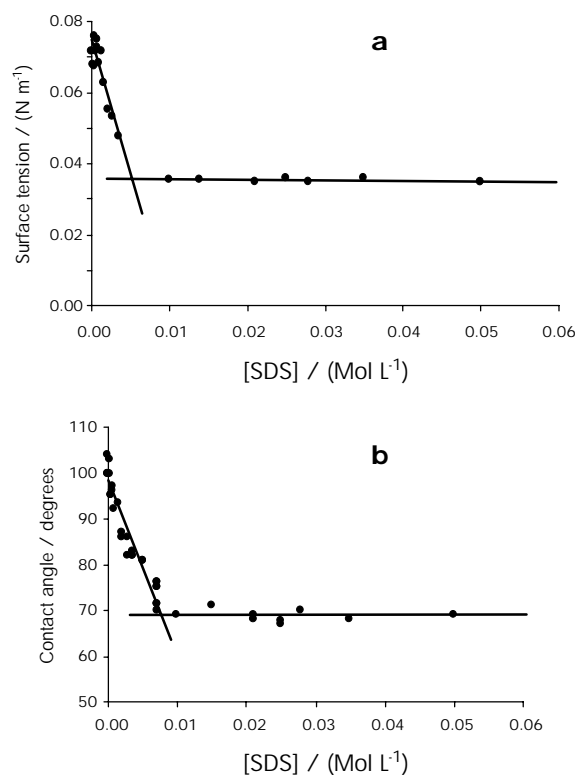 a
Surface tension / (N m-1)
0.08
0.06
0.04
0.02
0.00
0.00 0.01 0.02 0.03 0.04 0.05 0.06
[SDS] / (Mol L-1)
b
Contact angle / degrees
110
100
90
80
70
60
50
0.00 0.01 0.02 0.03 0.04 0.05 0.06
[SDS] / (Mol L-1)